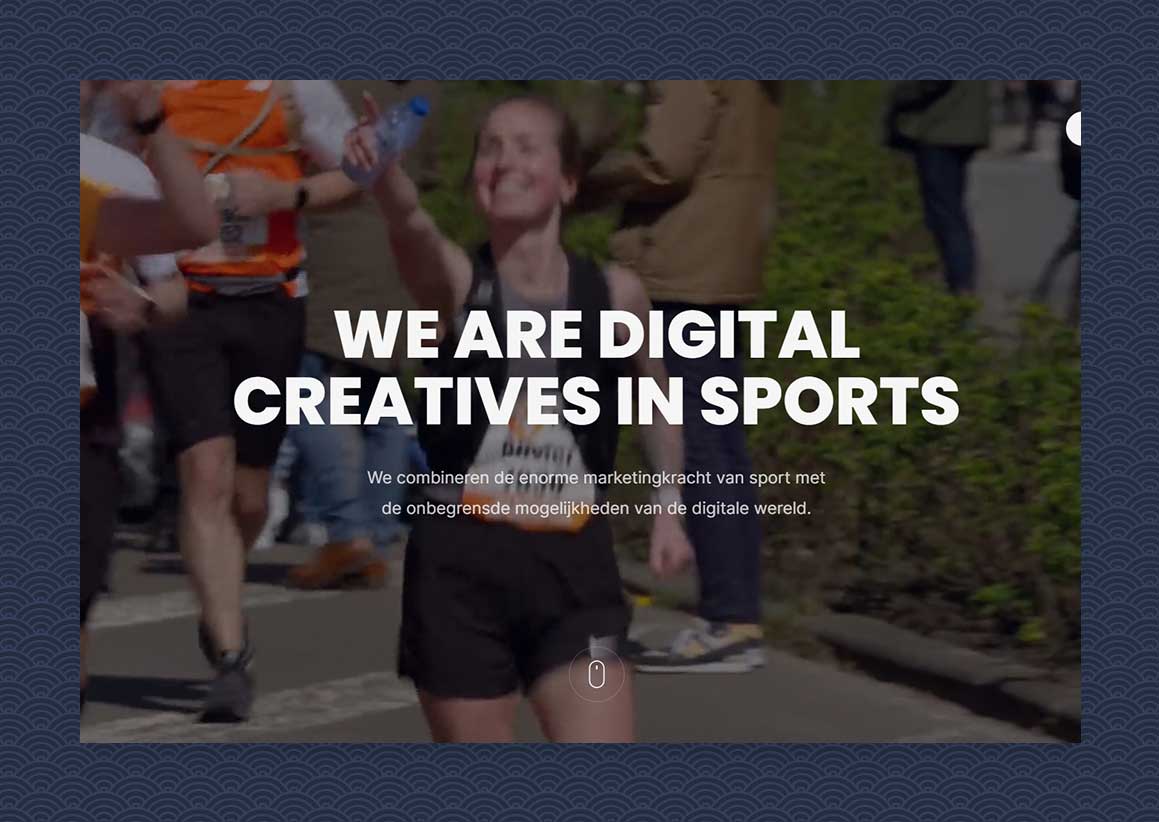 WE ARE DIGITAL
CREATIVES IN SPORTS
We combineren de enorme marketingkracht van sport met
de onbegrensde mogelijkheden van de digitale wereld.